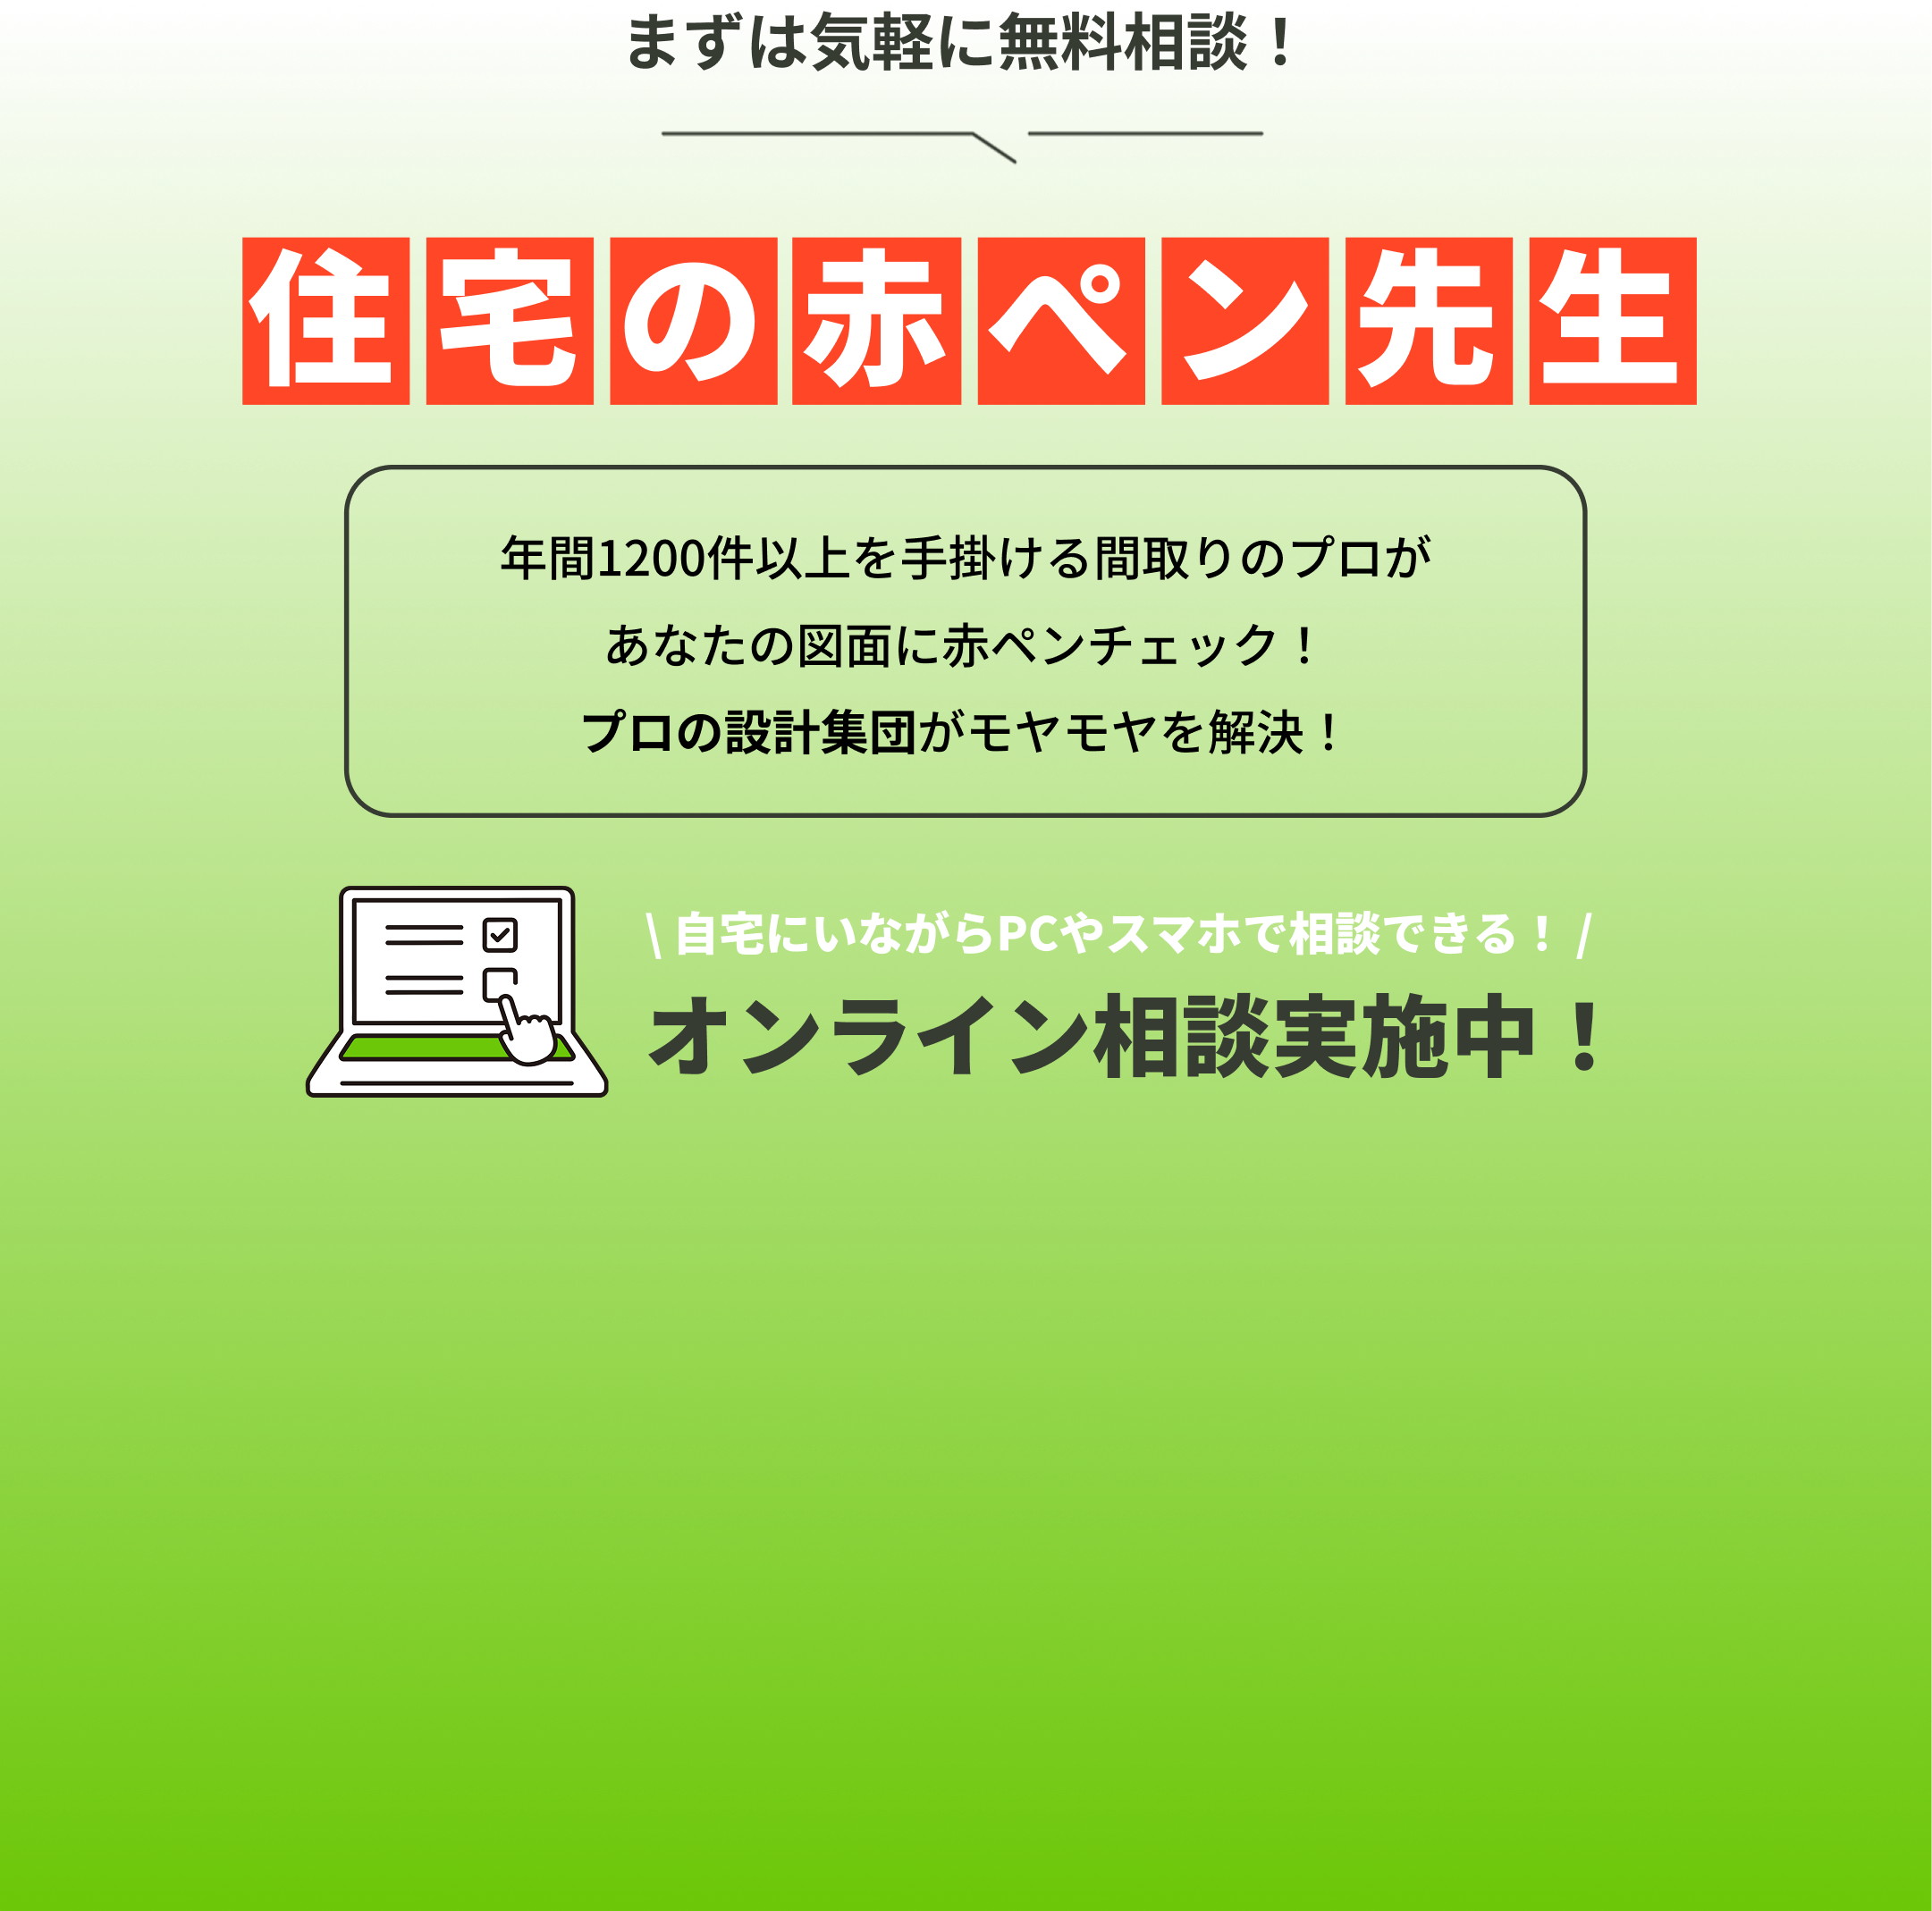 まずは気軽に無料相談！
住宅の赤ペン先生
年間1200件以上を手掛ける間取りのプロが
あなたの図面に赤ペンチェック！
プロの設計集団がモヤモヤを解決！
\ 自宅にいながらPCやスマホで相談できる！ /
オンライン相談実施中！